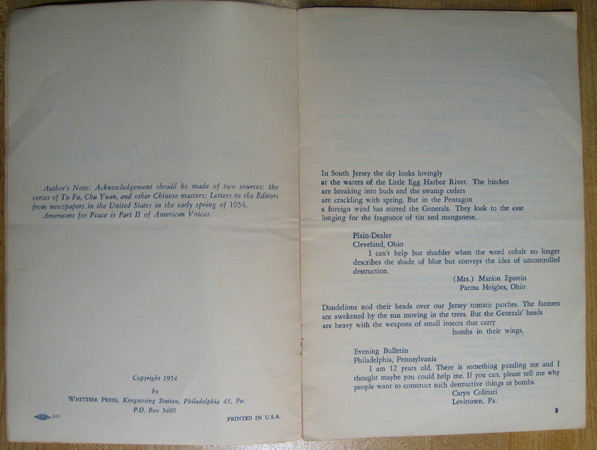 Author's Note: Acknowledgement should be made of two sources: the
verses of Tu Fu, Chu Yuan, and other Chinese masters; Letters to the Editors
from newspapers in the United States in the early spring of 1954.
Americans for Peace is Part II of American Voices.
Copyright 1954
by
WHITTIER PRESS, Kingsessing Station, Philadelphia 43, Pa.
P.O. Box 5405
PRINTED IN U.S.A.
In South Jersey the sky looks lovingly
at the waters of the Little Egg Harbor River. The birches
are breaking into buds and the swamp cedars
are crackling with spring. But in the Pentagon
a foreign wind has stirred the Generals. They look to the east
longing for the fragrance of tin and manganese.
Plain-Dealer
Cleveland, Ohio
I can't help but shudder when the word cobalt no longer
describes the shade of blue but conveys the idea of uncontrolled
destruction.
(Mrs.) Marion Epstein
Parma Heights, Ohio
Dandelions nod their heads over our Jersey tomato patches. The farmers
are awakened by the sun moving in the trees. But the Generals' heads
are heavy with the weapons of small insects that carry
bombs in their wings,
Evening Bulletin
Philadelphia, Pennsylvania
I am 12 years old. There is something puzzling me and I
thought maybe you could help me. If you can, please tell me why
people want to construct such destructive things as bombs.
Caryn Colinati
Levittown, Pa.
3